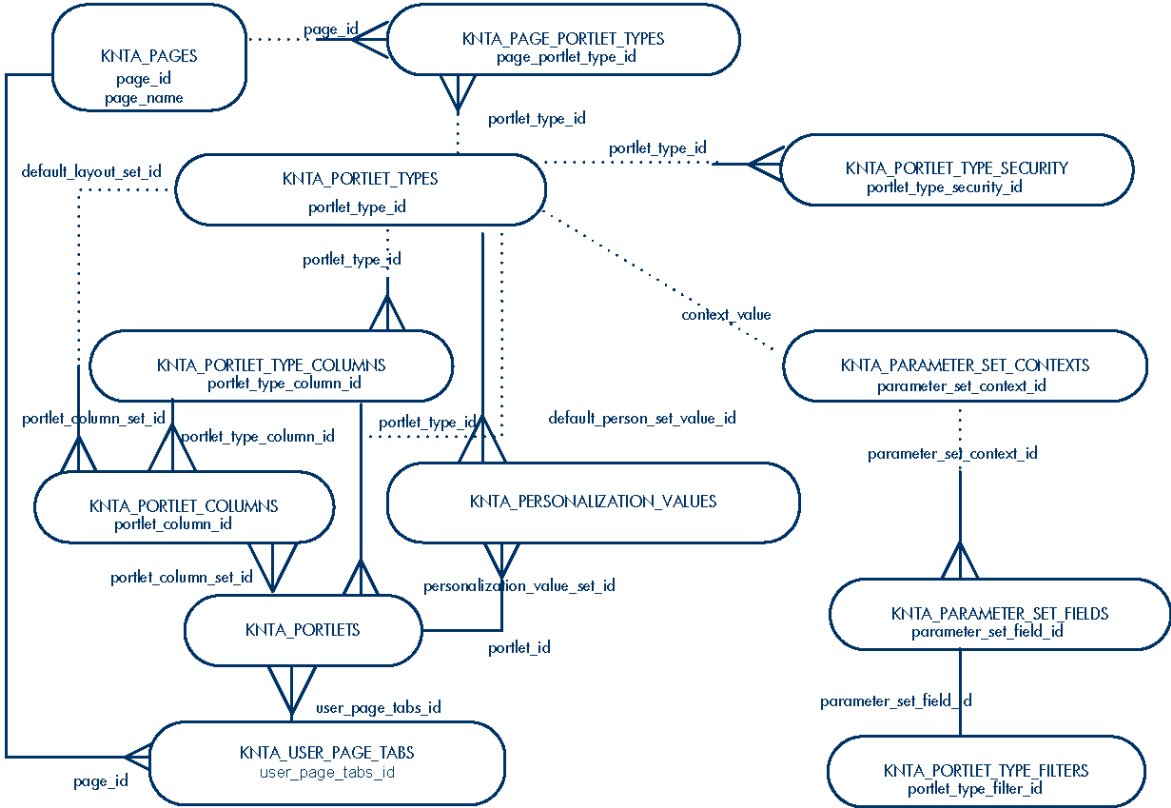 page_id
KNTA_PAGES
page_id
page_name
KNTA_PAGE_PORTLET_TYPES
page_portlet_type_id
portlet_type_id
portlet_type_id
KNTA_PORTLET_TYPE_SECURITY
portlet_type_security_id
default_layout_set_id
KNTA_PORTLET_TYPES
portlet_type_id
portlet_type_id
context_value
KNTA_PORTLET_TYPE_COLUMNS
portlet_type_column_id
KNTA_PARAMETER_SET_CONTEXTS
parameter_set_context_id
portlet_column_set_id
portlet_type_column_id
portlet_type_id
default_person_set_value_id
parameter_set_context_id
KNTA_PORTLET_COLUMNS
portlet_column_id
KNTA_PERSONALIZATION_VALUES
portlet_column_set_id
personalization_value_set_id
KNTA_PORTLETS
portlet_id
KNTA_PARAMETER_SET_FIELDS
parameter_set_field_id
user_page_tabs_id
parameter_set_field_id
KNTA_USER_PAGE_TABS
user_page_tabs_id
page_id
KNTA_PORTLET_TYPE_FILTERS
portlet_type_filter_id